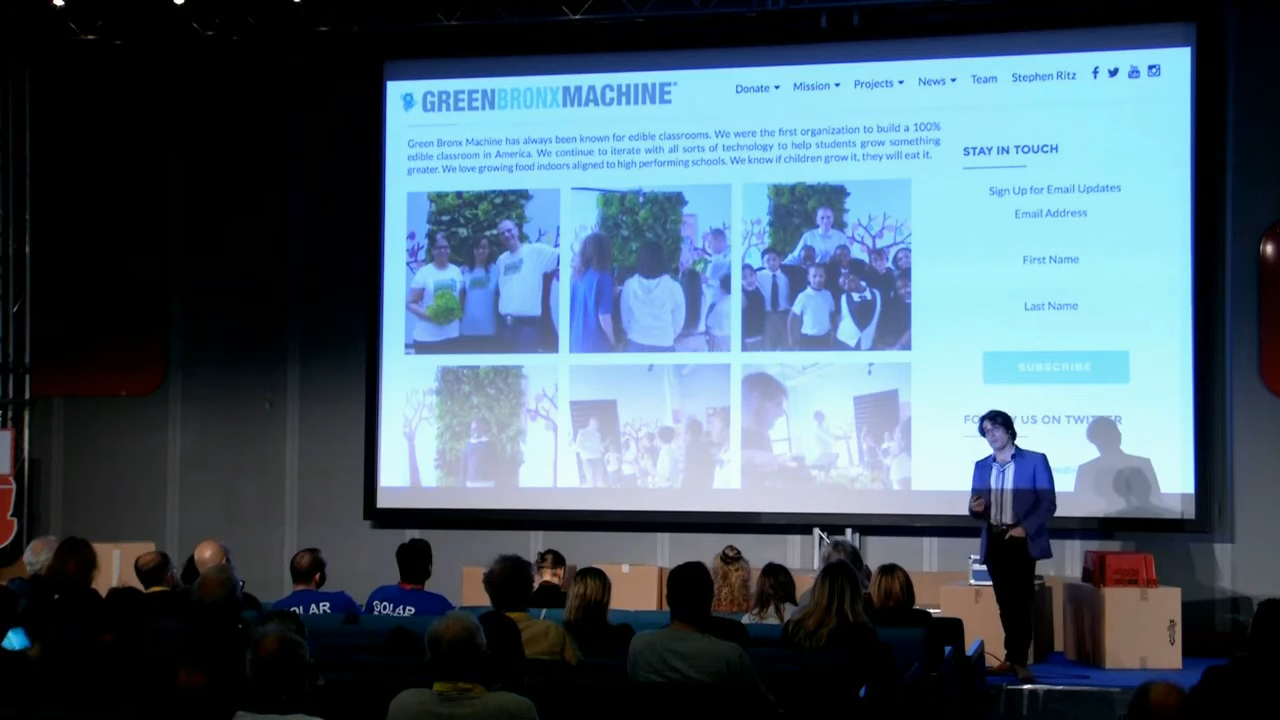 GREENBRONXMACHINE
Donate Mission Projects News Team Stephen Ritz
Green Bronx Machine has always been known for edible classrooms. We were the first organization to build a 100%
edible classroom in America. We continue to iterate with all sorts of technology to help students grow something
greater. We love growing food indoors aligned to high performing schools. We know if children grow it, they will eat it.
STAY IN TOUCH
Sign Up for Email Updates
Email Address
First Name
Last Name
SUBSCRIBE
US ON TWITTER
OLAR
SOLAR